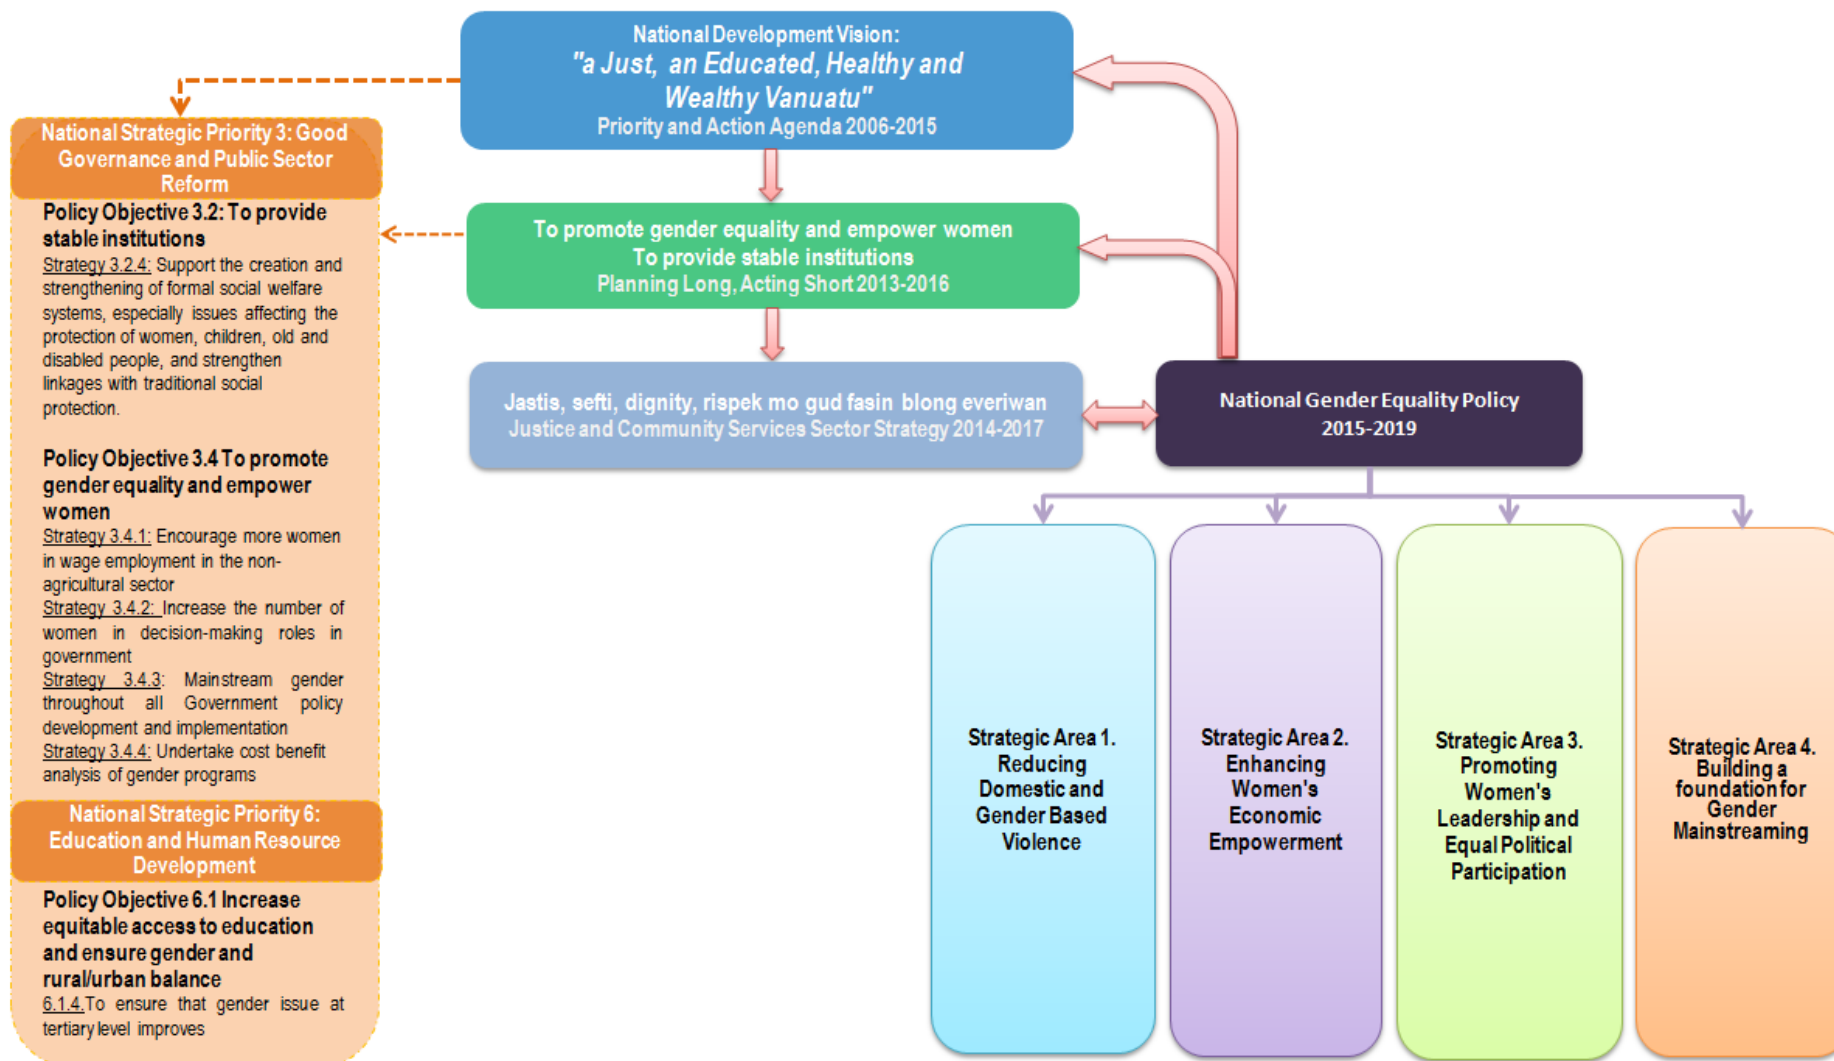 National Development Vision:
"a Just, an Educated, Healthy and
Wealthy Vanuatu"
Priority and Action Agenda 2006-2015
National Strategic Priority 3: Good
Governance and Public Sector
Reform
Policy Objective 3.2: To provide
stable institutions
Strategy 3.2.4: Support the creation and
strengthening of formal social welfare
systems, especially issues affecting the
protection of women, children, old and
disabled people, and strengthen
linkages with traditional social
protection.
Policy Objective 3.4 To promote
gender equality and empower
women
Strategy 3.4.1: Encourage more women
in wage employment in the non-
agricultural sector
Strategy 3.4.2: Increase the number of
women in decision-making roles in
government
Strategy 3.4.3: Mainstream gender
throughout all Government policy
development and implementation
Strategy 3.4.4: Undertake cost benefit
analysis of gender programs
National Strategic Priority 6:
Education and Human Resource
Development
Policy Objective 6.1 Increase
equitable access to education
and ensure gender and
rural/urban balance
6.1.4.To ensure that gender issue at
tertiary level improves
To promote gender equality and empower women
To provide stable institutions
Planning Long, Acting Short 2013-2016
Jastis, sefti, dignity, rispek mo gud fasin blong everiwan
Justice and Community Services Sector Strategy 2014-2017
National Gender Equality Policy
2015-2019
Strategic Area 1.
Reducing
Domestic and
Gender Based
Violence
Strategic Area 2.
Enhancing
Women's
Economic
Empowerment
Strategic Area 3.
Promoting
Women's
Leadership and
Equal Political
Participation
Strategic Area 4.
Building a
foundation for
Gender
Mainstreaming